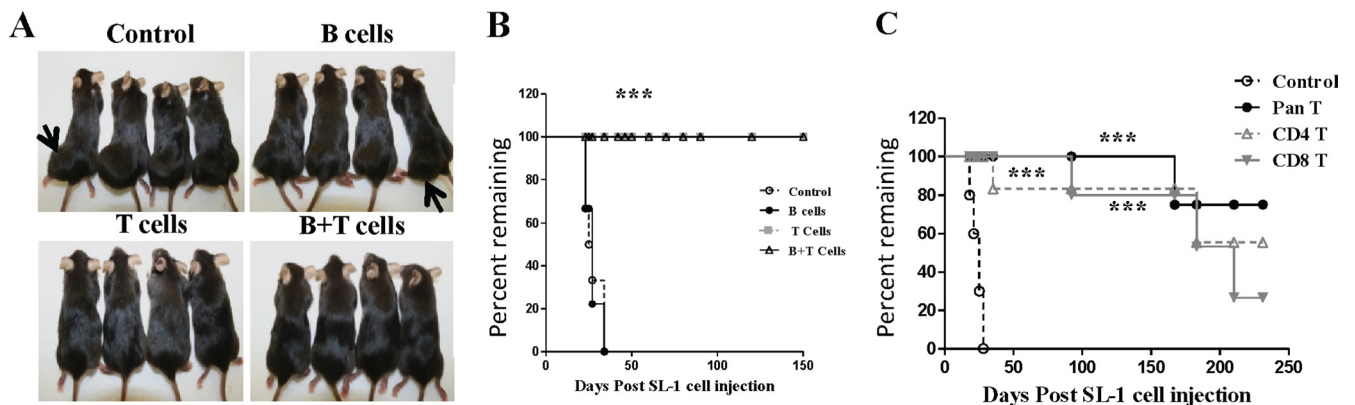 A
Control
B cells
T cells
B+T cells
B
***
Percent remaining
120
100
80
60
40
20
0
0
50
100
150
Days Post SL-1 cell injection
Control
B cells
T Cells
B+T Cells
C
Control
Pan T
CD4 T
CD8 T
***
***
***
Percent remaining
120
100
80
60
40
20
0
0
50
100
150
200
250
Days Post SL-1 cell injection